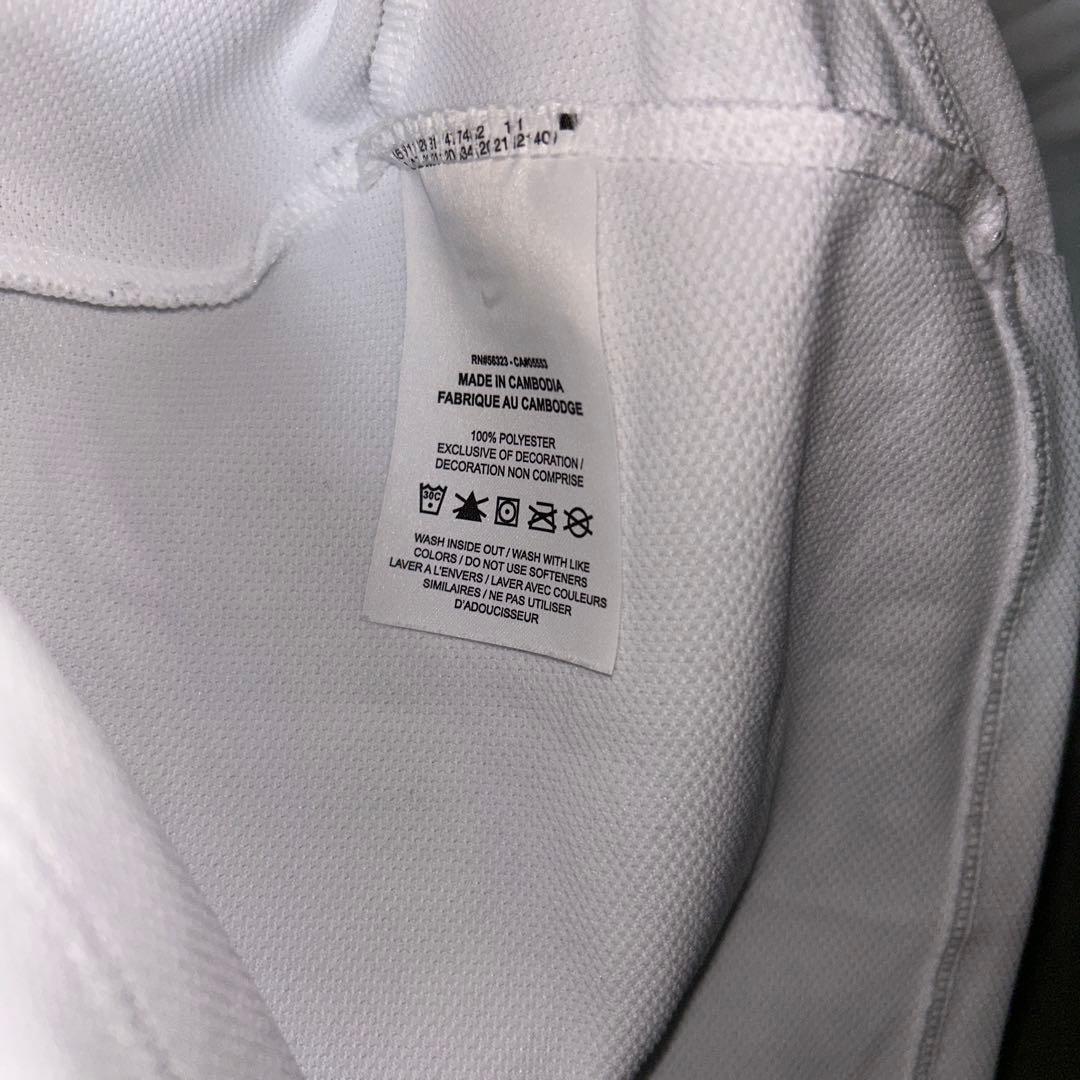 RN#56323 - CA#05553
MADE IN CAMBODIA
FABRIQUE AU CAMBODGE
100% POLYESTER
EXCLUSIVE OF DECORATION /
DECORATION NON COMPRISE
30C
WASH INSIDE OUT / WASH WITH LIKE
COLORS / DO NOT USE SOFTENERS
LAVER A L'ENVERS / LAVER AVEC COULEURS
SIMILAIRES / NE PAS UTILISER
D'ADOUCISSEUR